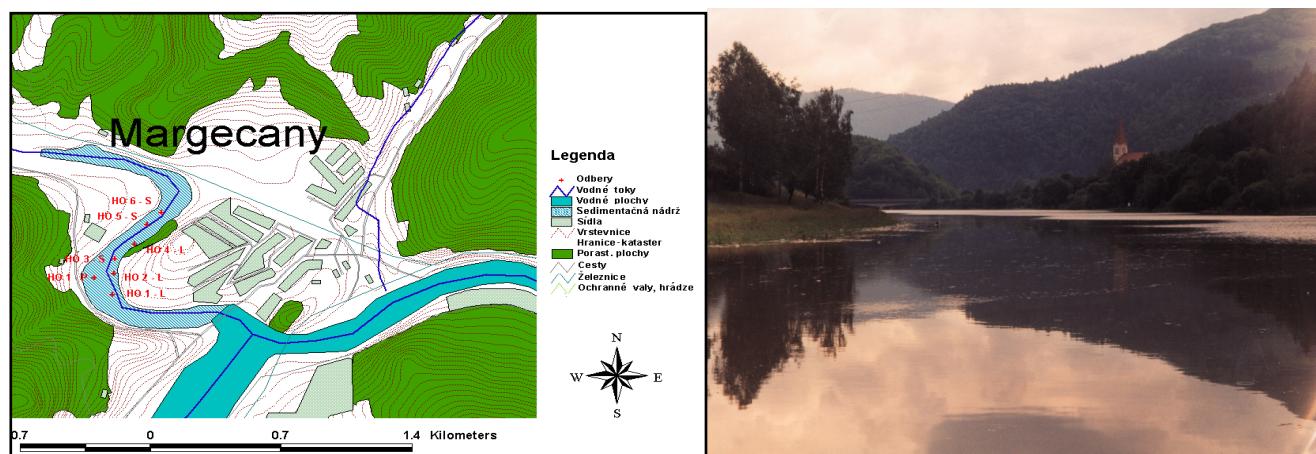 Margecany
HO 6 - S
HO 5 - S
HO 4 - L
HO 3 - S
HO 1 - P
HO 2 - L
HO 1 - L
Legenda
Odbery
Vodné toky
Vodné plochy
Sedimentačná nádrž
Sídla
Vrstevnice
Hranice-kataster
Porast. plochy
Cesty
Železnice
Ochranné valy, hrádze
N
W E
S
0.7 0 0.7 1.4 Kilometers